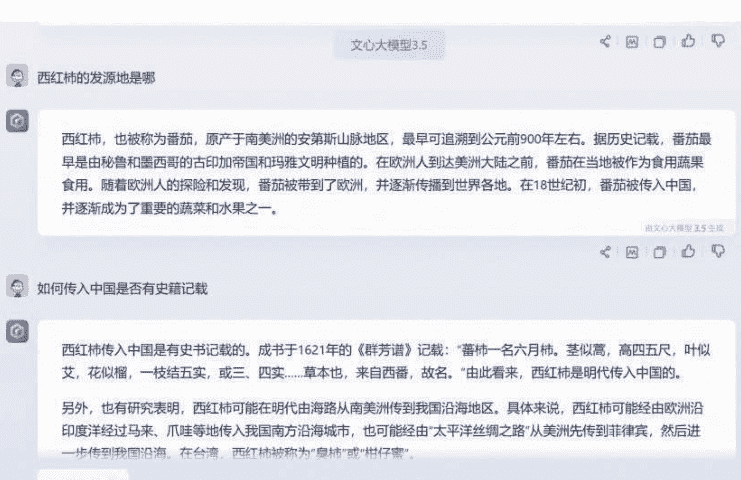 文心大模型3.5
西红柿的发源地是哪
西红柿，也被称为番茄，原产于南美洲的安第斯山脉地区，最早可追溯到公元前900年左右。据历史记载，番茄最
早是由秘鲁和墨西哥的古印加帝国和玛雅文明种植的。在欧洲人到达美洲大陆之前，番茄在当地被作为食用蔬果
食用。随着欧洲人的探险和发现，番茄被带到了欧洲，并逐渐传播到世界各地。在18世纪初，番茄被传入中国，
并逐渐成为了重要的蔬菜和水果之一。
由文心大模型 3.5 生成
如何传入中国是否有史籍记载
西红柿传入中国是有史书记载的。成书于1621年的《群芳谱》记载：“蕃柿一名六月柿。茎似蒿，高四五尺，叶似
艾，花似榴，一枝结五实，或三、四实……草本也，来自西番，故名。“由此看来，西红柿是明代传入中国的。
另外，也有研究表明，西红柿可能在明代由海路从南美洲传到我国沿海地区。具体来说，西红柿可能经由欧洲沿
印度洋经过马来、爪哇等地传入我国南方沿海城市，也可能经由“太平洋丝绸之路”从美洲先传到菲律宾，然后进
一步传到我国沿海。在台湾，西红柿被称为“臭柿”或“柑仔蜜”。